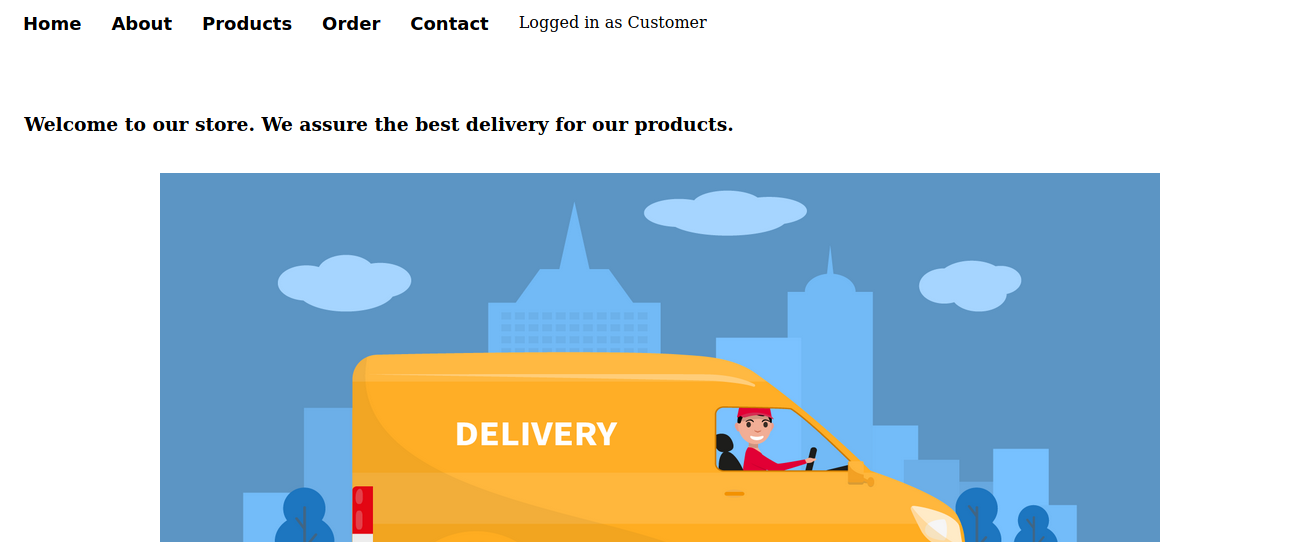 Home About Products Order Contact Logged in as Customer
Welcome to our store. We assure the best delivery for our products.
DELIVERY